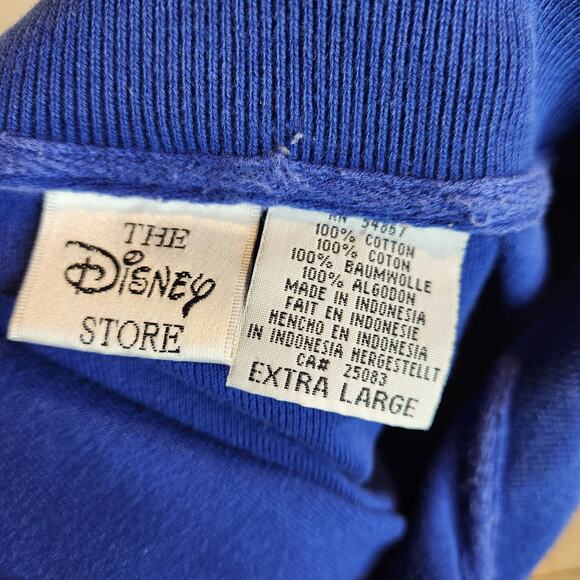 THE
Disney
STORE
RN 54867
100% COTTON
100% COTON
100% BAUMWOLLE
100% ALGODON
MADE IN INDONESIA
FAIT EN INDONESIE
HENCHO EN INDONESIA
IN INDONESIA HERGESTELLT
CA# 25083
EXTRA LARGE